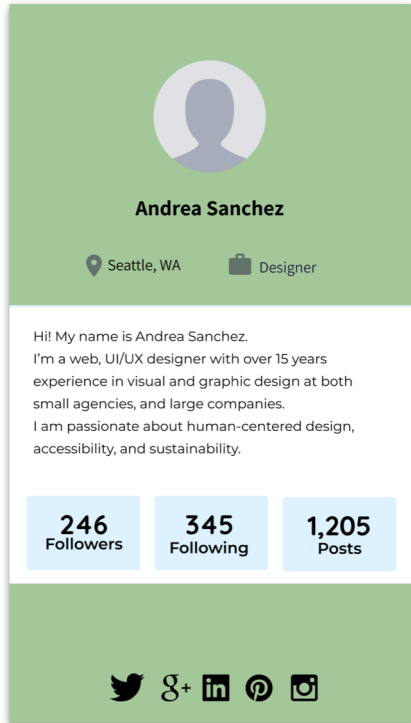 Andrea Sanchez
Seattle, WA
Designer
Hi! My name is Andrea Sanchez.
I'm a web, UI/UX designer with over 15 years
experience in visual and graphic design at both
small agencies, and large companies.
I am passionate about human-centered design,
accessibility, and sustainability.
246
Followers
345
Following
1,205
Posts
g+ in